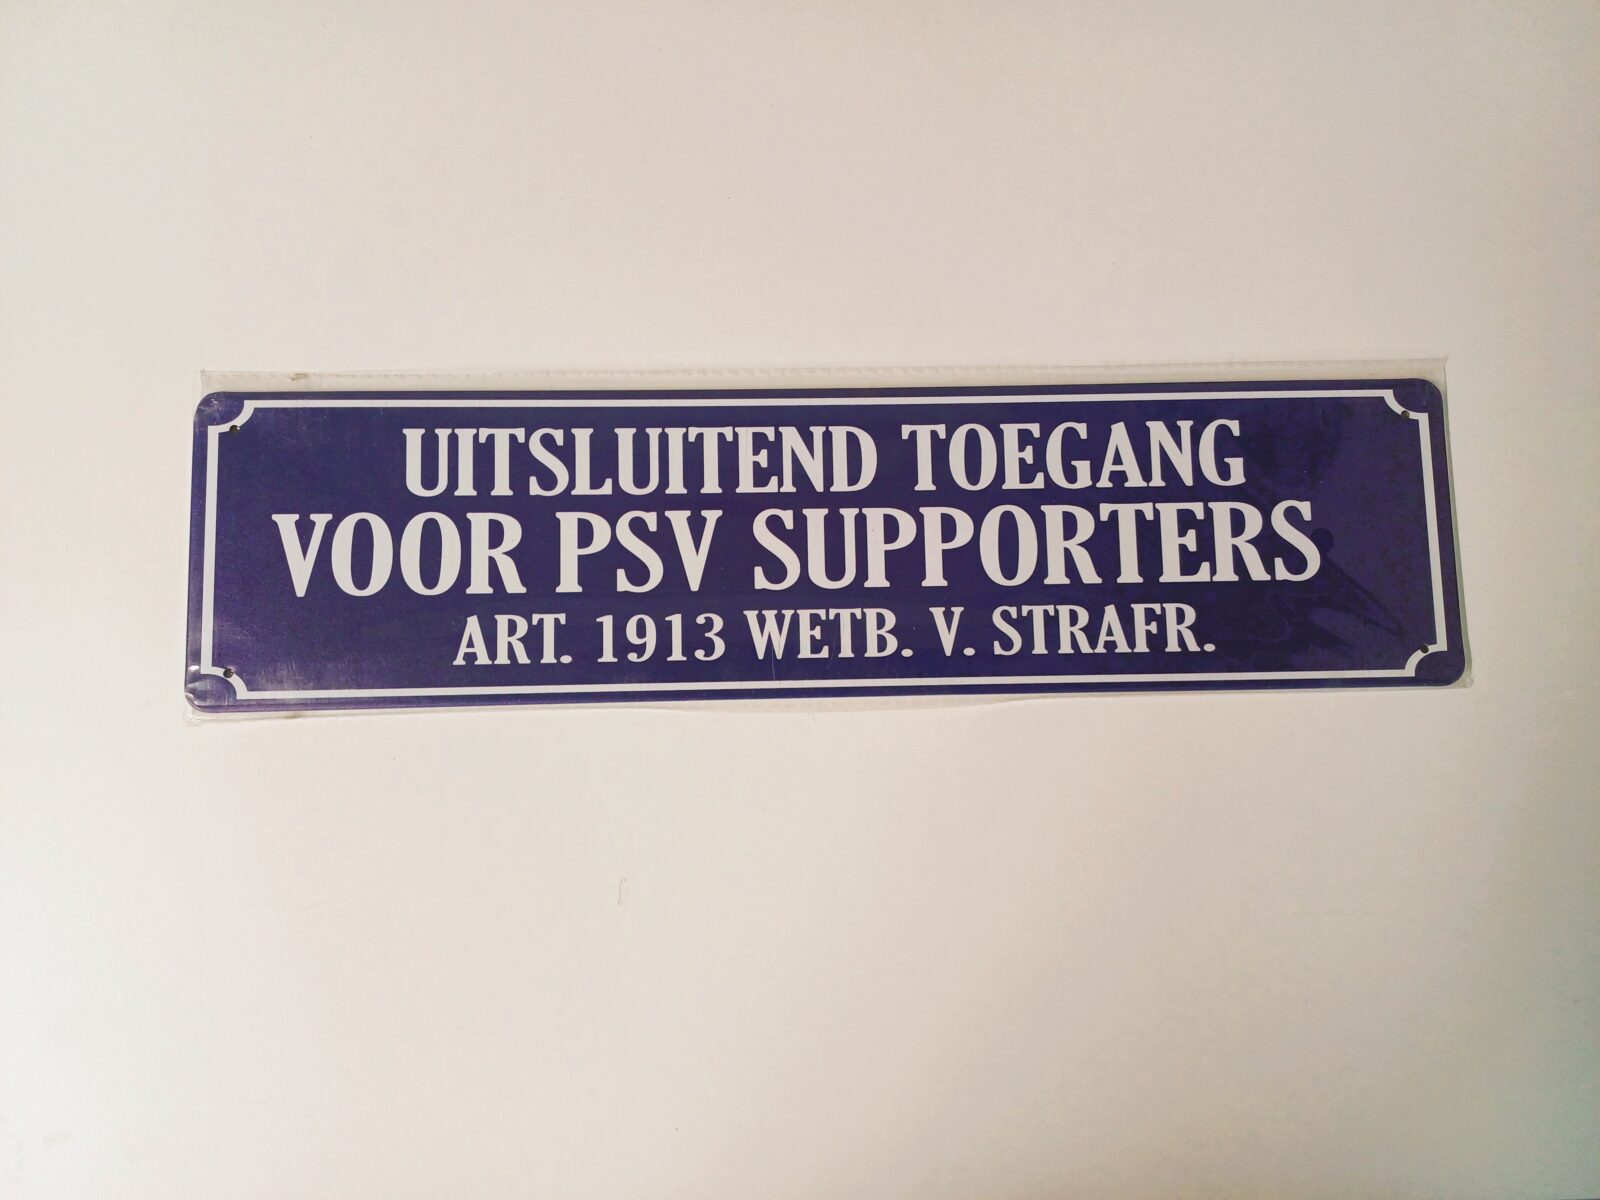 UITSLUITEND TOEGANG
VOOR PSV SUPPORTERS
ART. 1913 WETB. V. STRAFR.